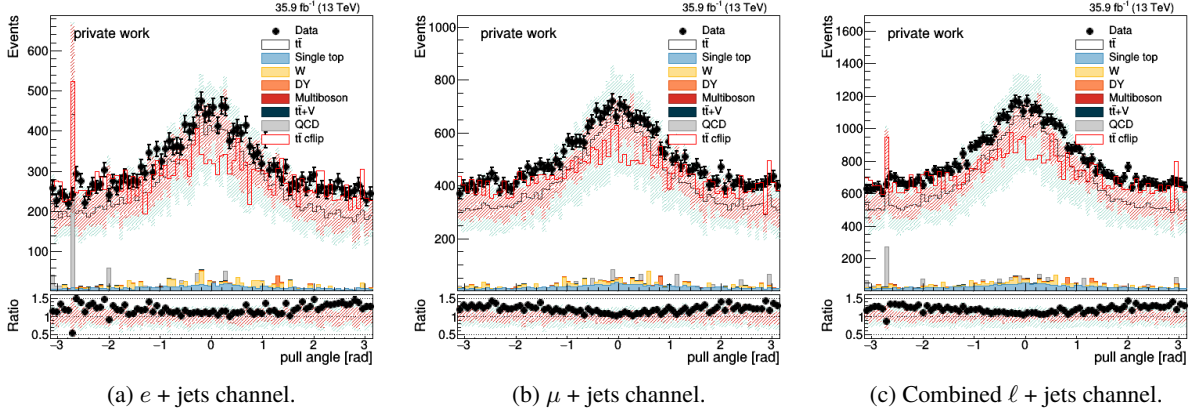 35.9 fb⁻¹ (13 TeV)
Events
600
500
400
300
200
100
private work
Data
tt̄
Single top
W
DY
Multiboson
tt̄+V
QCD
tt̄ cflip
Ratio
1.5
1
0.5
−3 −2 −1 0 1 2 3
pull angle [rad]
(a) e + jets channel.
35.9 fb⁻¹ (13 TeV)
Events
1000
800
600
400
200
private work
Data
tt̄
Single top
W
DY
Multiboson
tt̄+V
QCD
tt̄ cflip
Ratio
1.5
1
0.5
−3 −2 −1 0 1 2 3
pull angle [rad]
(b) μ + jets channel.
35.9 fb⁻¹ (13 TeV)
Events
1600
1400
1200
1000
800
600
400
200
private work
Data
tt̄
Single top
W
DY
Multiboson
tt̄+V
QCD
tt̄ cflip
Ratio
1.5
1
0.5
−3 −2 −1 0 1 2 3
pull angle [rad]
(c) Combined ℓ + jets channel.